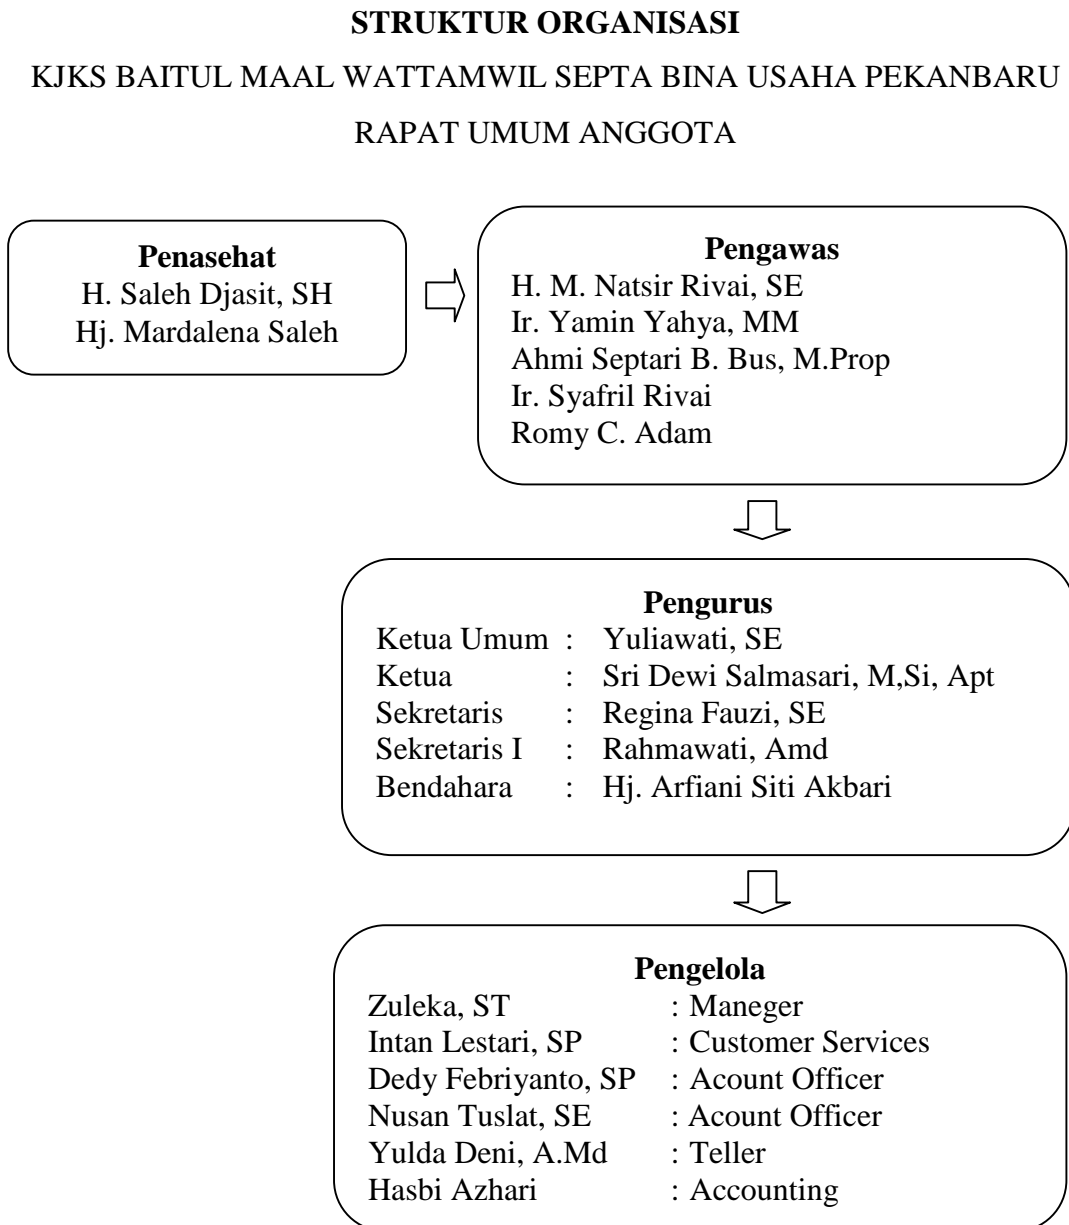 STRUKTUR ORGANISASI
KJKS BAITUL MAAL WATTAMWIL SEPTA BINA USAHA PEKANBARU
RAPAT UMUM ANGGOTA
Penasehat
H. Saleh Djasit, SH
Hj. Mardalena Saleh
Pengawas
H. M. Natsir Rivai, SE
Ir. Yamin Yahya, MM
Ahmi Septari B. Bus, M.Prop
Ir. Syafril Rivai
Romy C. Adam
Pengurus
Ketua Umum : Yuliawati, SE
Ketua : Sri Dewi Salmasari, M,Si, Apt
Sekretaris : Regina Fauzi, SE
Sekretaris I : Rahmawati, Amd
Bendahara : Hj. Arfiani Siti Akbari
Pengelola
Zuleka, ST : Maneger
Intan Lestari, SP : Customer Services
Dedy Febriyanto, SP : Acount Officer
Nusan Tuslat, SE : Acount Officer
Yulda Deni, A.Md : Teller
Hasbi Azhari : Accounting